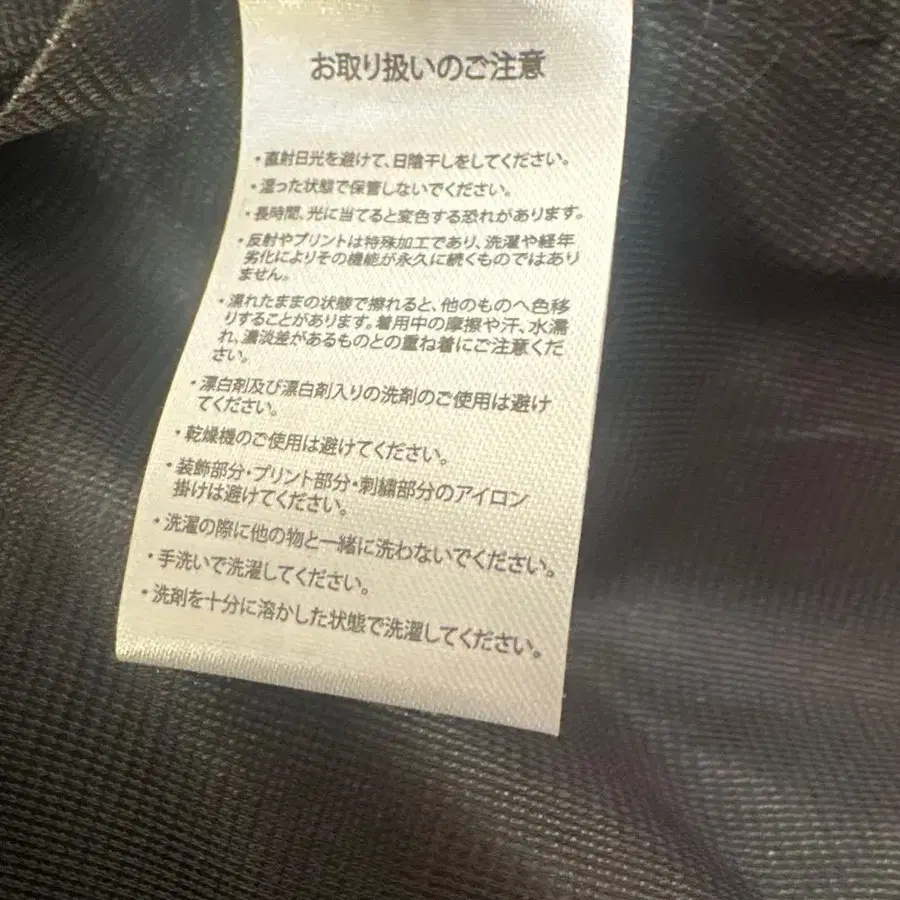 お取り扱いのご注意
・直射日光を避けて、日陰干しをしてください。
・湿った状態で保管しないでください。
・長時間、光に当てると変色する恐れがあります。
・反射やプリントは特殊加工であり、洗濯や経年
劣化によりその機能が永久に続くものではあり
ません。
・濡れたままの状態で擦れると、他のものへ色移
りすることがあります。着用中の摩擦や汗、水濡
れ、濃淡差があるものとの重ね着にご注意くだ
さい。
・漂白剤及び漂白剤入りの洗剤のご使用は避け
てください。
・乾燥機のご使用は避けてください。
・装飾部分・プリント部分・刺繍部分のアイロン
掛けは避けてください。
・洗濯の際に他の物と一緒に洗わないでください。
・手洗いで洗濯してください。
・洗剤を十分に溶かした状態で洗濯してください。